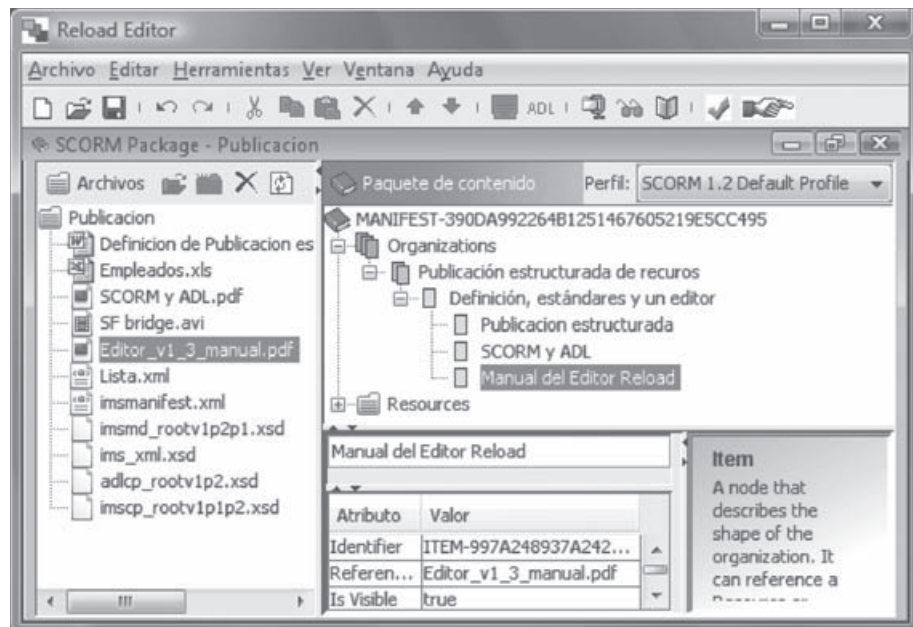 Reload Editor
Archivo Editar Herramientas Ver Ventana Ayuda
ADL
SCORM Package - Publicacion
Archivos
Publicacion
Definicion de Publicacion es
Empleados.xls
SCORM y ADL.pdf
SF bridge.avi
Editor_v1_3_manual.pdf
Lista.xml
imsmanifest.xml
imsmd_rootv1p2p1.xsd
ims_xml.xsd
adlcp_rootv1p2.xsd
imscp_rootv1p1p2.xsd
Paquete de contenido Perfil: SCORM 1.2 Default Profile
MANIFEST-390DA992264B1251467605219E5CC495
Organizations
Publicación estructurada de recuros
Definición, estándares y un editor
Publicacion estructurada
SCORM y ADL
Manual del Editor Reload
Resources
Manual del Editor Reload
Atributo Valor
Identifier ITEM-997A248937A242...
Referen... Editor_v1_3_manual.pdf
Is Visible true
Item
A node that
describes the
shape of the
organization. It
can reference a